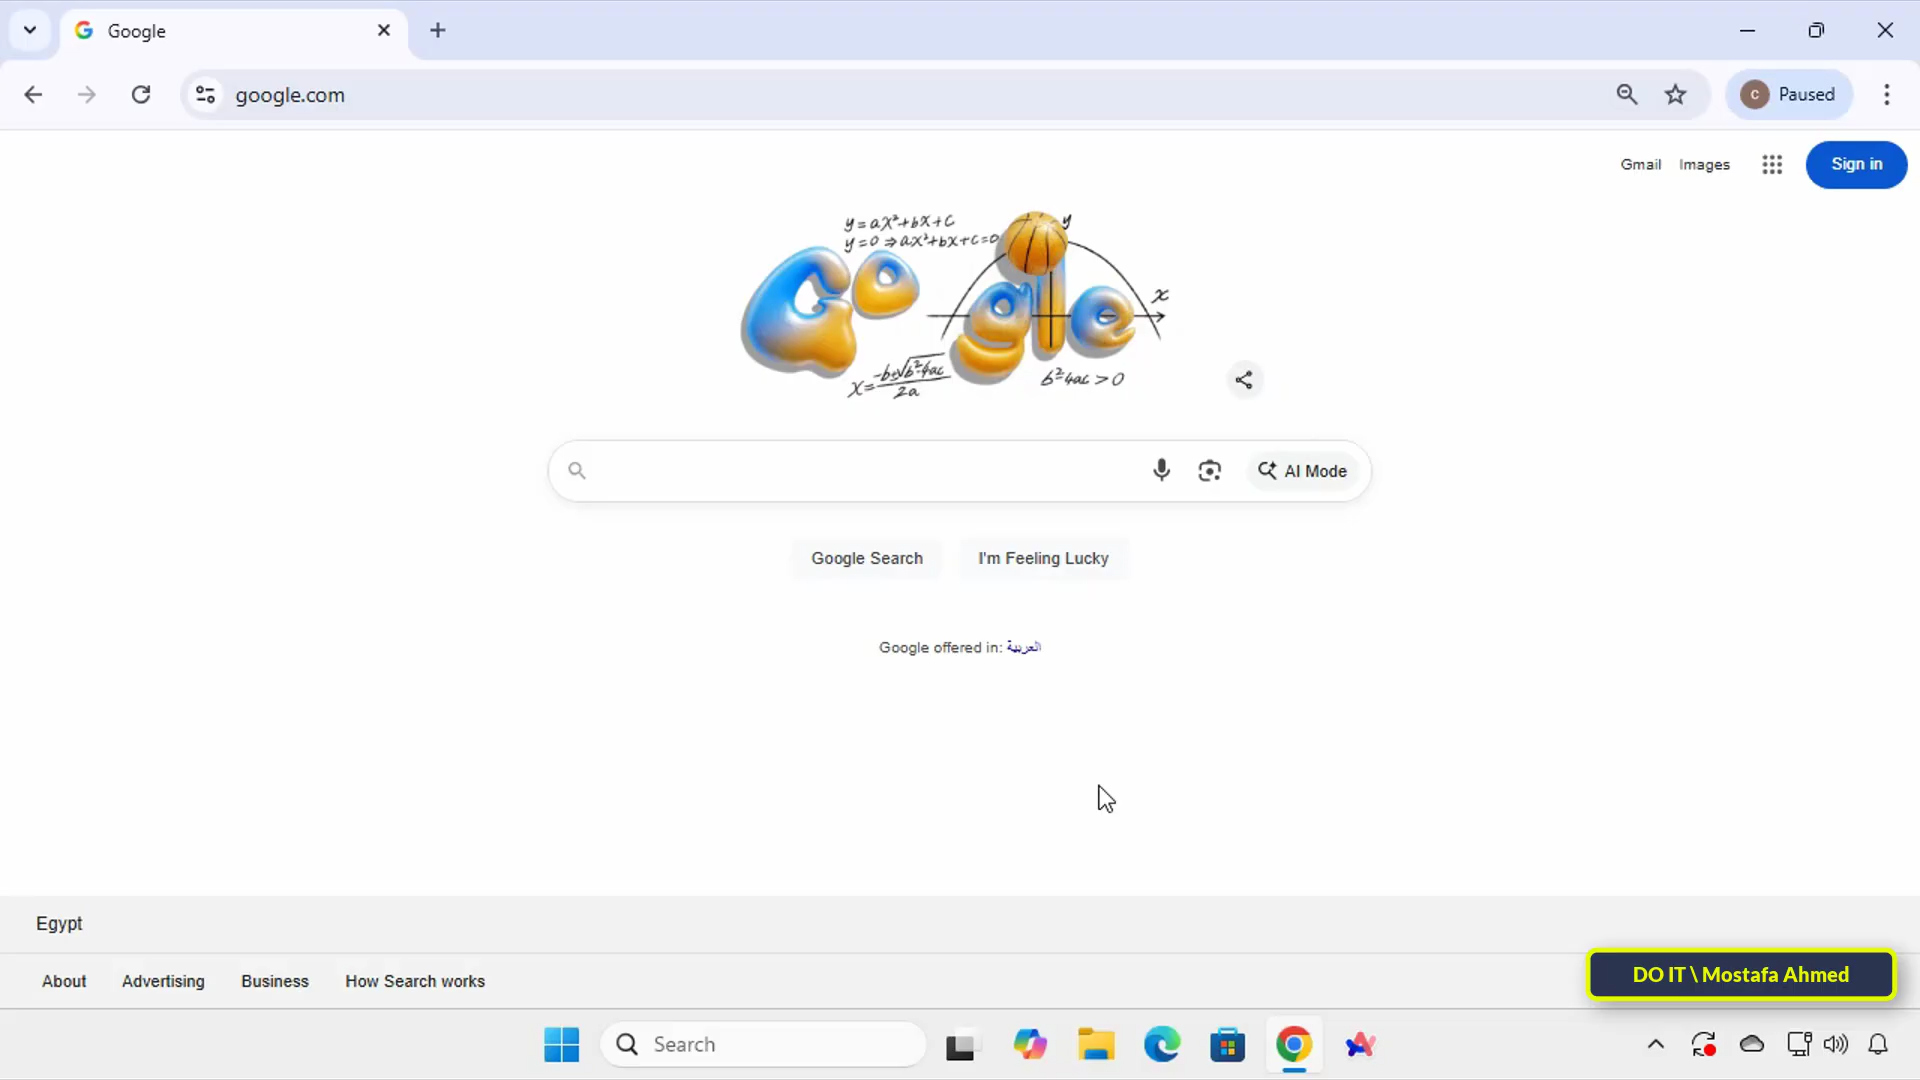 Google
google.com
Paused
Gmail Images Sign in
y=ax²+bx+c
y=0⇒ax²+bx+c=0
y
x
b²-4ac>0
AI Mode
Google Search I'm Feeling Lucky
Google offered in: العربية
Egypt
About Advertising Business How Search works
DO IT \ Mostafa Ahmed
Search